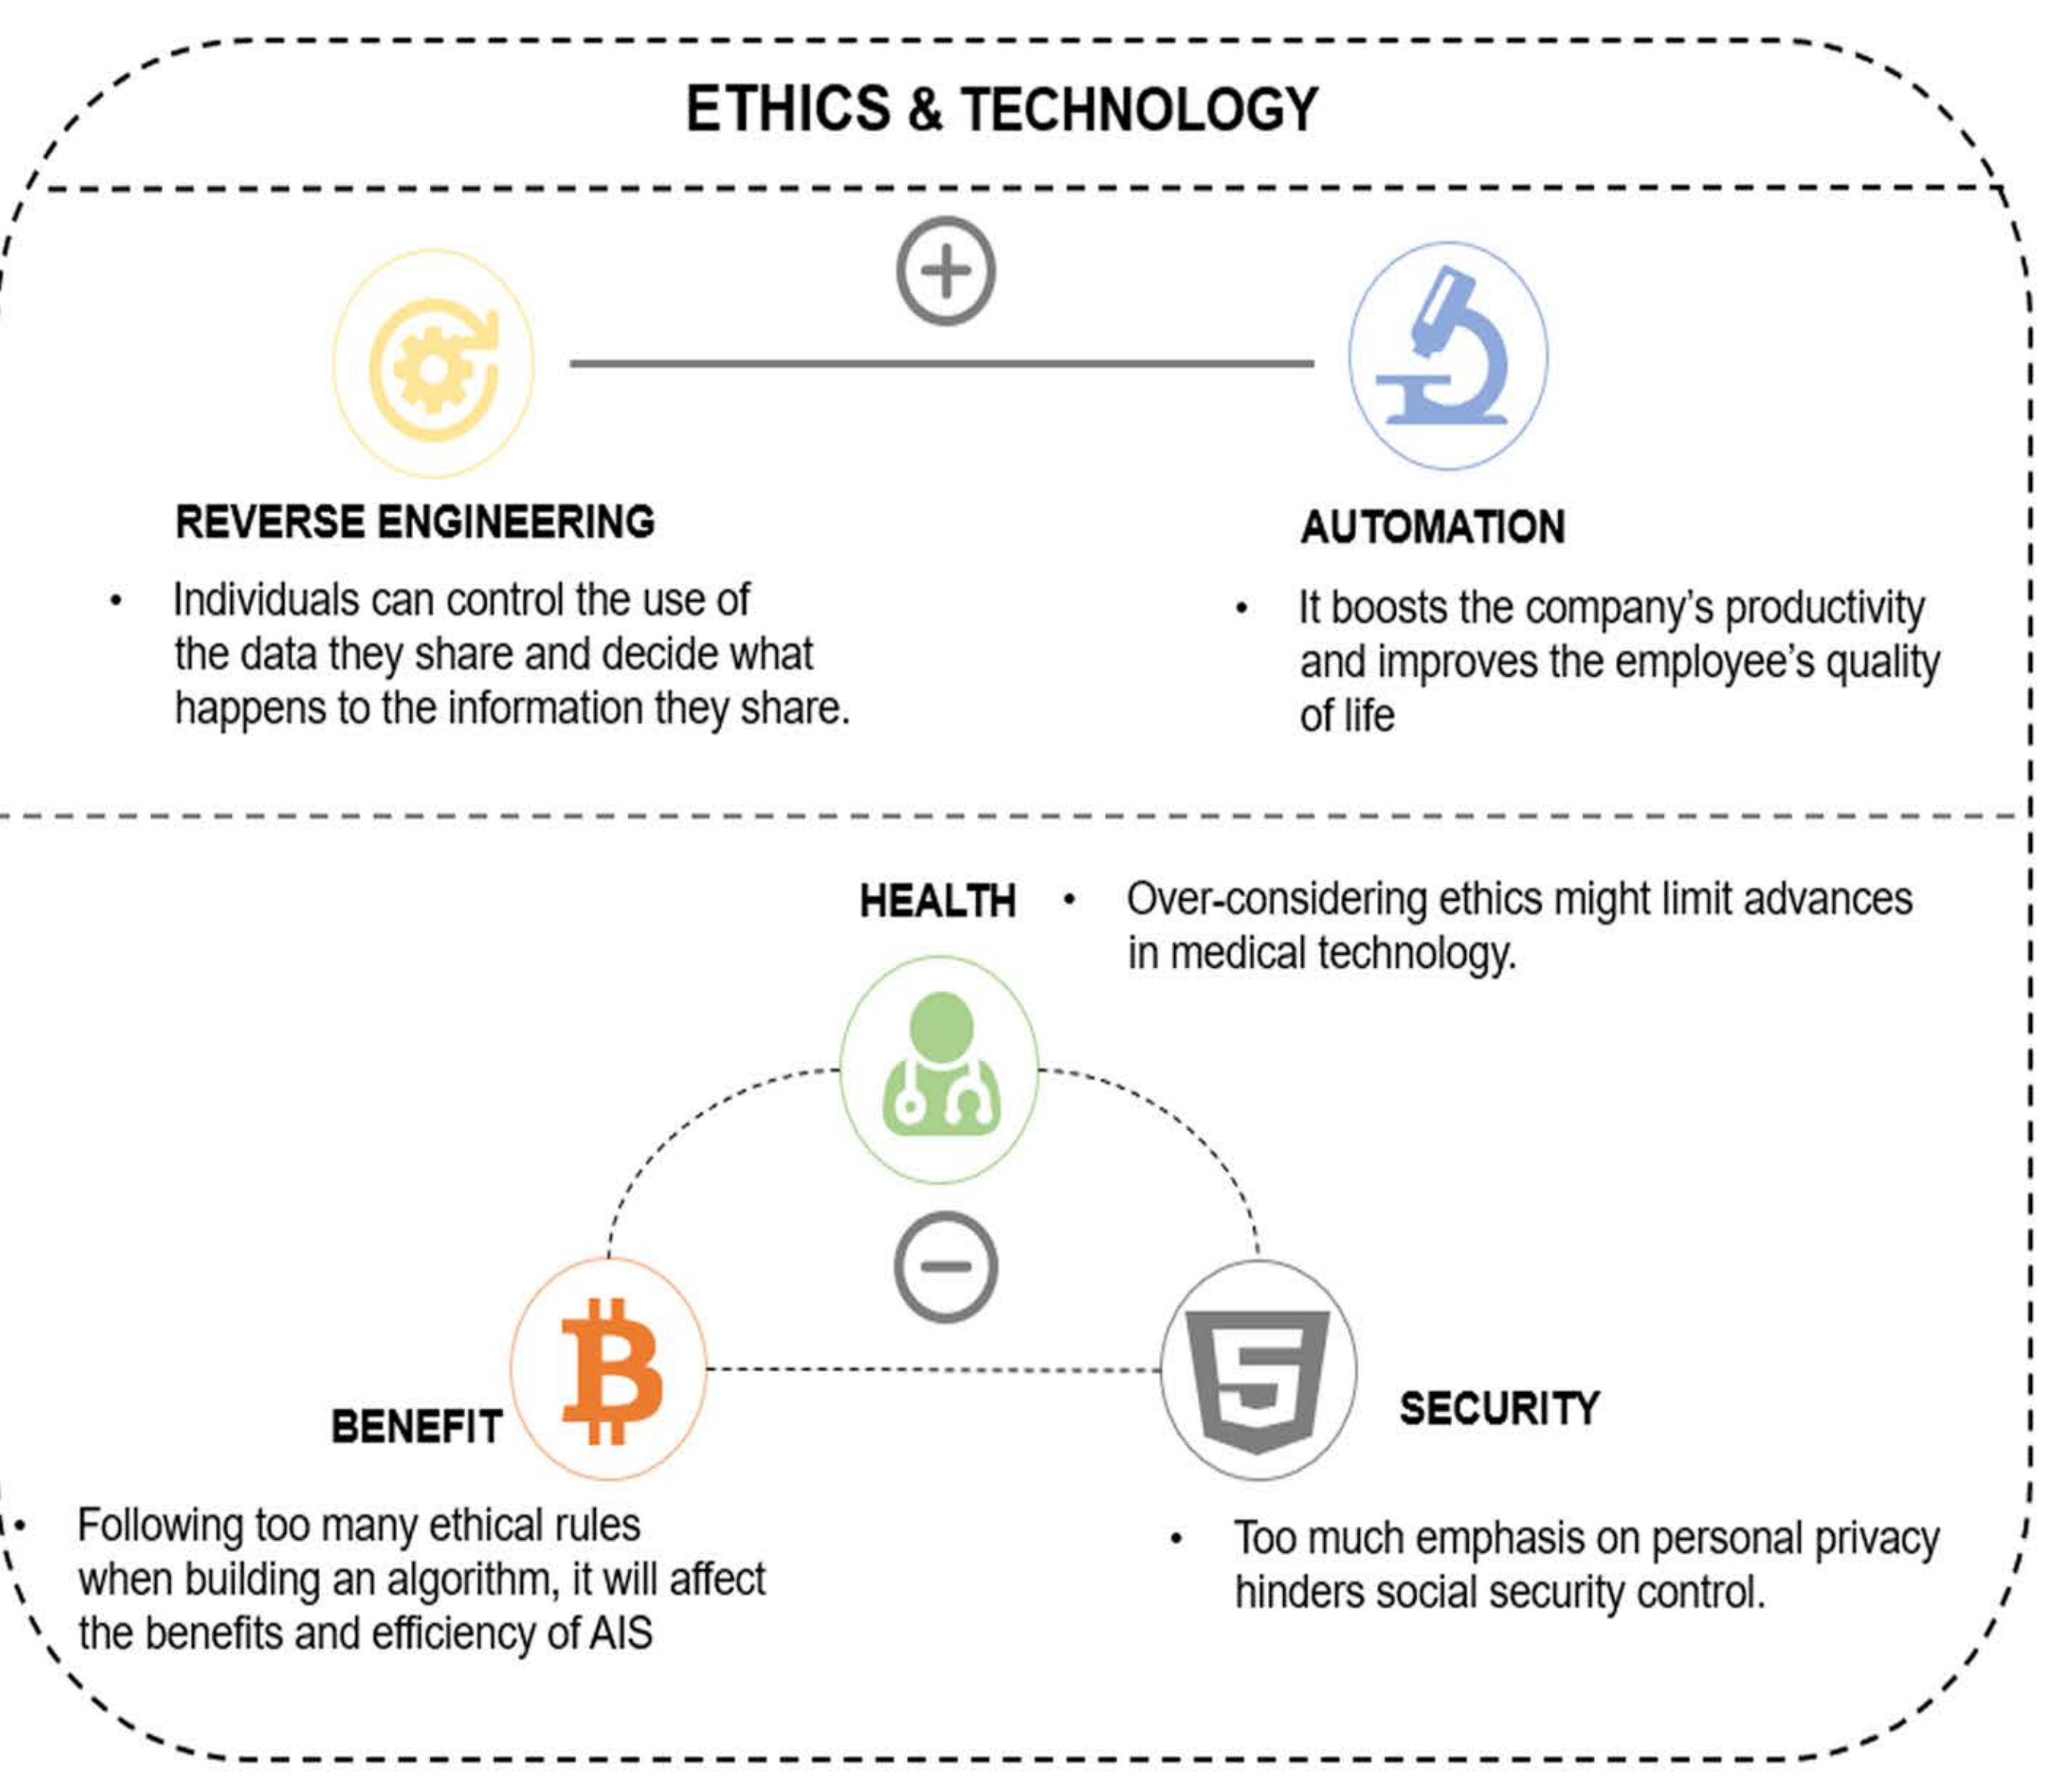 ETHICS & TECHNOLOGY
REVERSE ENGINEERING
• Individuals can control the use of
the data they share and decide what
happens to the information they share.
AUTOMATION
• It boosts the company's productivity
and improves the employee's quality
of life
HEALTH
• Over-considering ethics might limit advances
in medical technology.
BENEFIT
• Following too many ethical rules
when building an algorithm, it will affect
the benefits and efficiency of AIS
SECURITY
• Too much emphasis on personal privacy
hinders social security control.